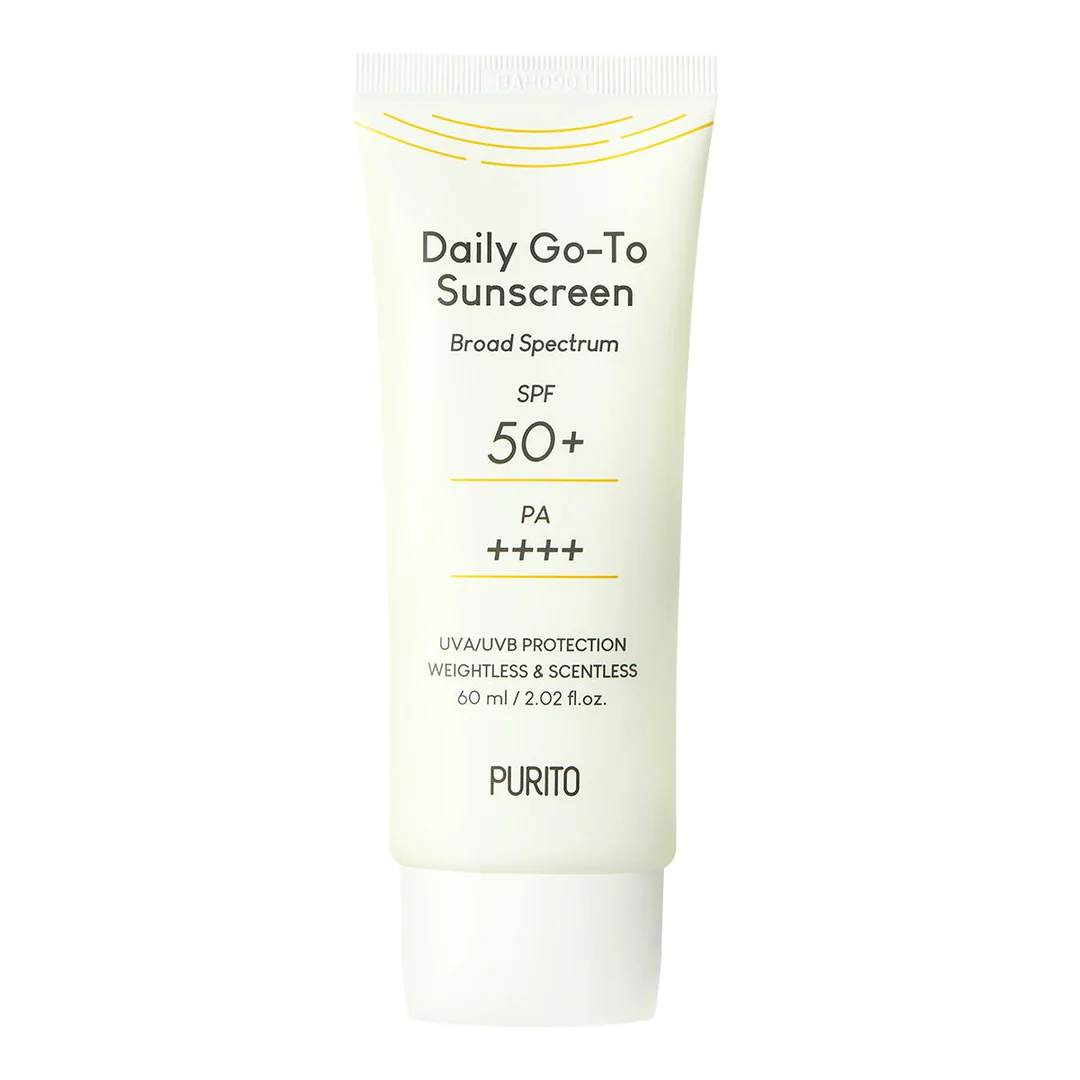 Daily Go-To
Sunscreen
Broad Spectrum
SPF
50+
PA
++++
UVA/UVB PROTECTION
WEIGHTLESS & SCENTLESS
60 ml / 2.02 fl.oz.
PURITO